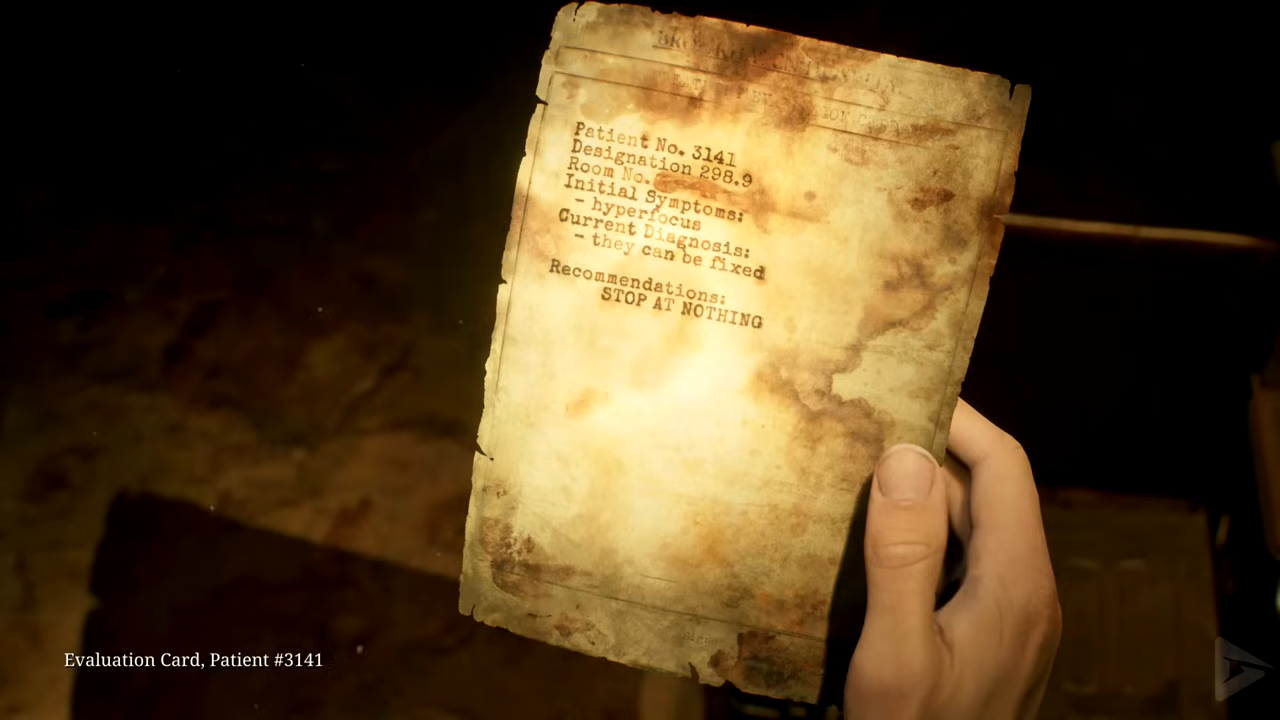 Patient No. 3141
Designation 298.9
Room No.
Initial Symptoms:
- hyperfocus
Current Diagnosis:
- they can be fixed
Recommendations:
STOP AT NOTHING
Evaluation Card, Patient #3141